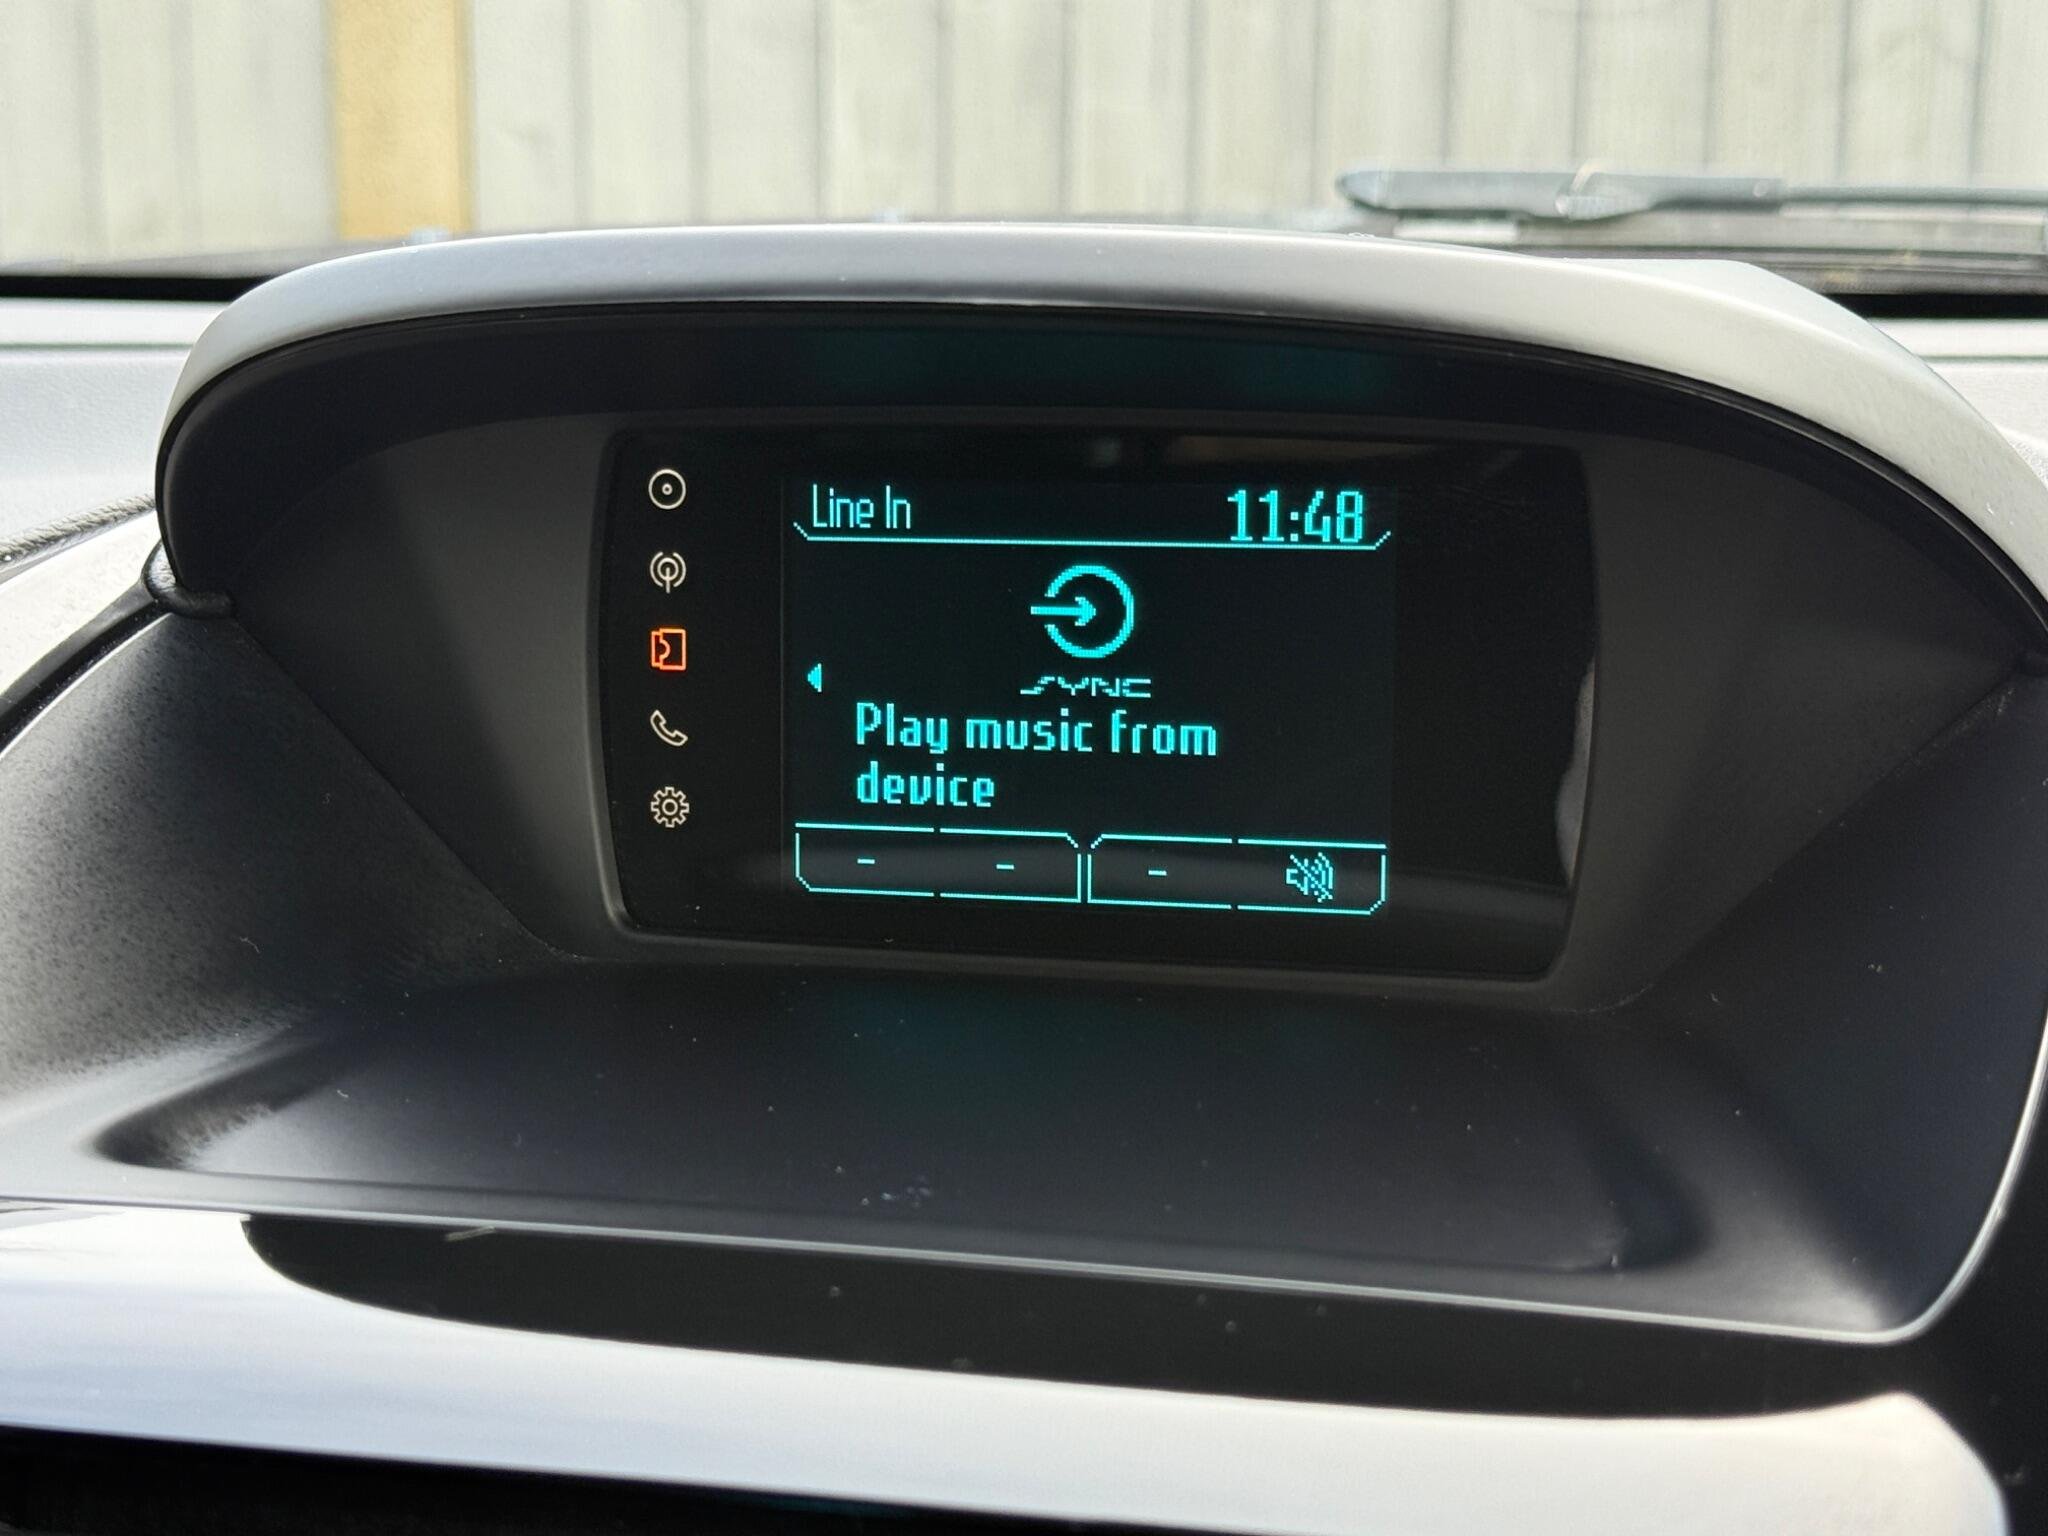 Line In
11:48
SYNC
Play music from
device